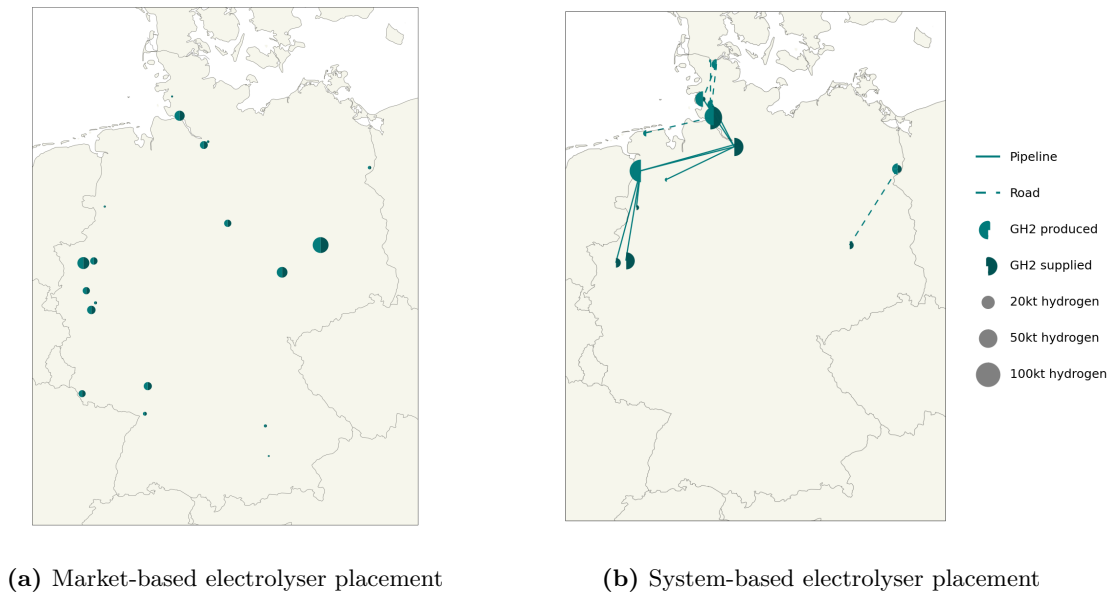 Pipeline
Road
GH2 produced
GH2 supplied
20kt hydrogen
50kt hydrogen
100kt hydrogen
(a) Market-based electrolyser placement
(b) System-based electrolyser placement